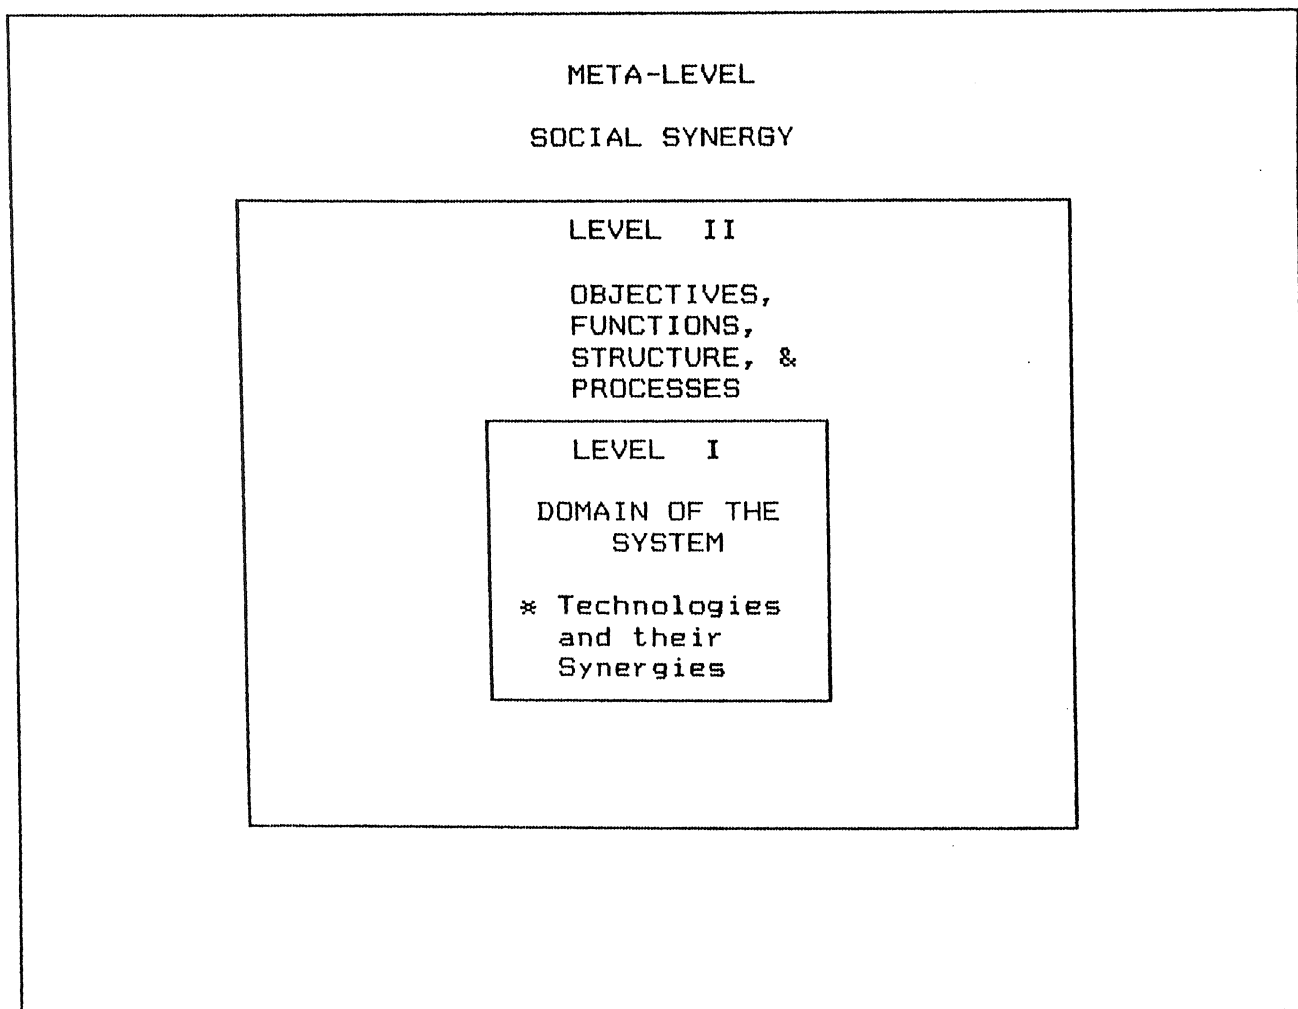 META-LEVEL
SOCIAL SYNERGY
LEVEL II
OBJECTIVES,
FUNCTIONS,
STRUCTURE, &
PROCESSES
LEVEL I
DOMAIN OF THE
SYSTEM
* Technologies
and their
Synergies